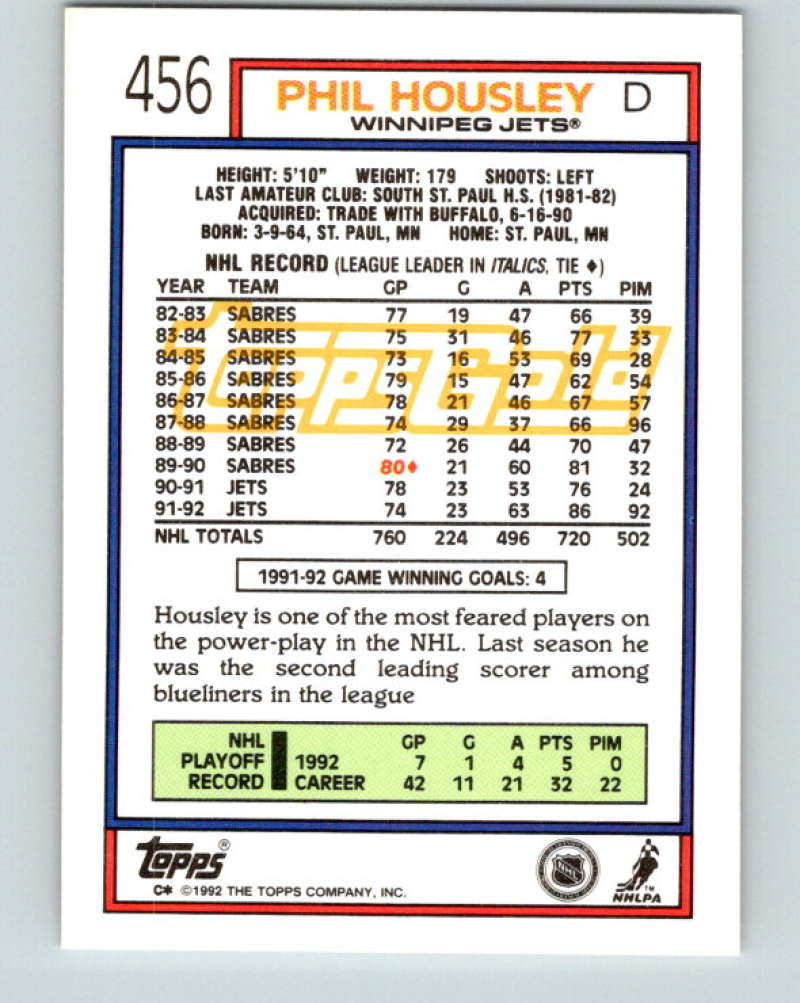 456
PHIL HOUSLEY D
WINNIPEG JETS®
HEIGHT: 5'10" WEIGHT: 179 SHOOTS: LEFT
LAST AMATEUR CLUB: SOUTH ST. PAUL H.S. (1981-82)
ACQUIRED: TRADE WITH BUFFALO, 6-16-90
BORN: 3-9-64, ST. PAUL, MN HOME: ST. PAUL, MN
NHL RECORD (LEAGUE LEADER IN ITALICS, TIE ♦)
YEAR TEAM GP G A PTS PIM
82-83 SABRES 77 19 47 66 39
83-84 SABRES 75 31 46 77 33
84-85 SABRES 73 16 53 69 28
85-86 SABRES 79 15 47 62 54
86-87 SABRES 78 21 46 67 57
87-88 SABRES 74 29 37 66 96
88-89 SABRES 72 26 44 70 47
89-90 SABRES 80♦ 21 60 81 32
90-91 JETS 78 23 53 76 24
91-92 JETS 74 23 63 86 92
NHL TOTALS 760 224 496 720 502
ToppsGold
1991-92 GAME WINNING GOALS: 4
Housley is one of the most feared players on
the power-play in the NHL. Last season he
was the second leading scorer among
blueliners in the league
NHL GP G A PTS PIM
PLAYOFF 1992 7 1 4 5 0
RECORD CAREER 42 11 21 32 22
TOPPS®
C* ©1992 THE TOPPS COMPANY, INC.
NHL
™
NHLPA